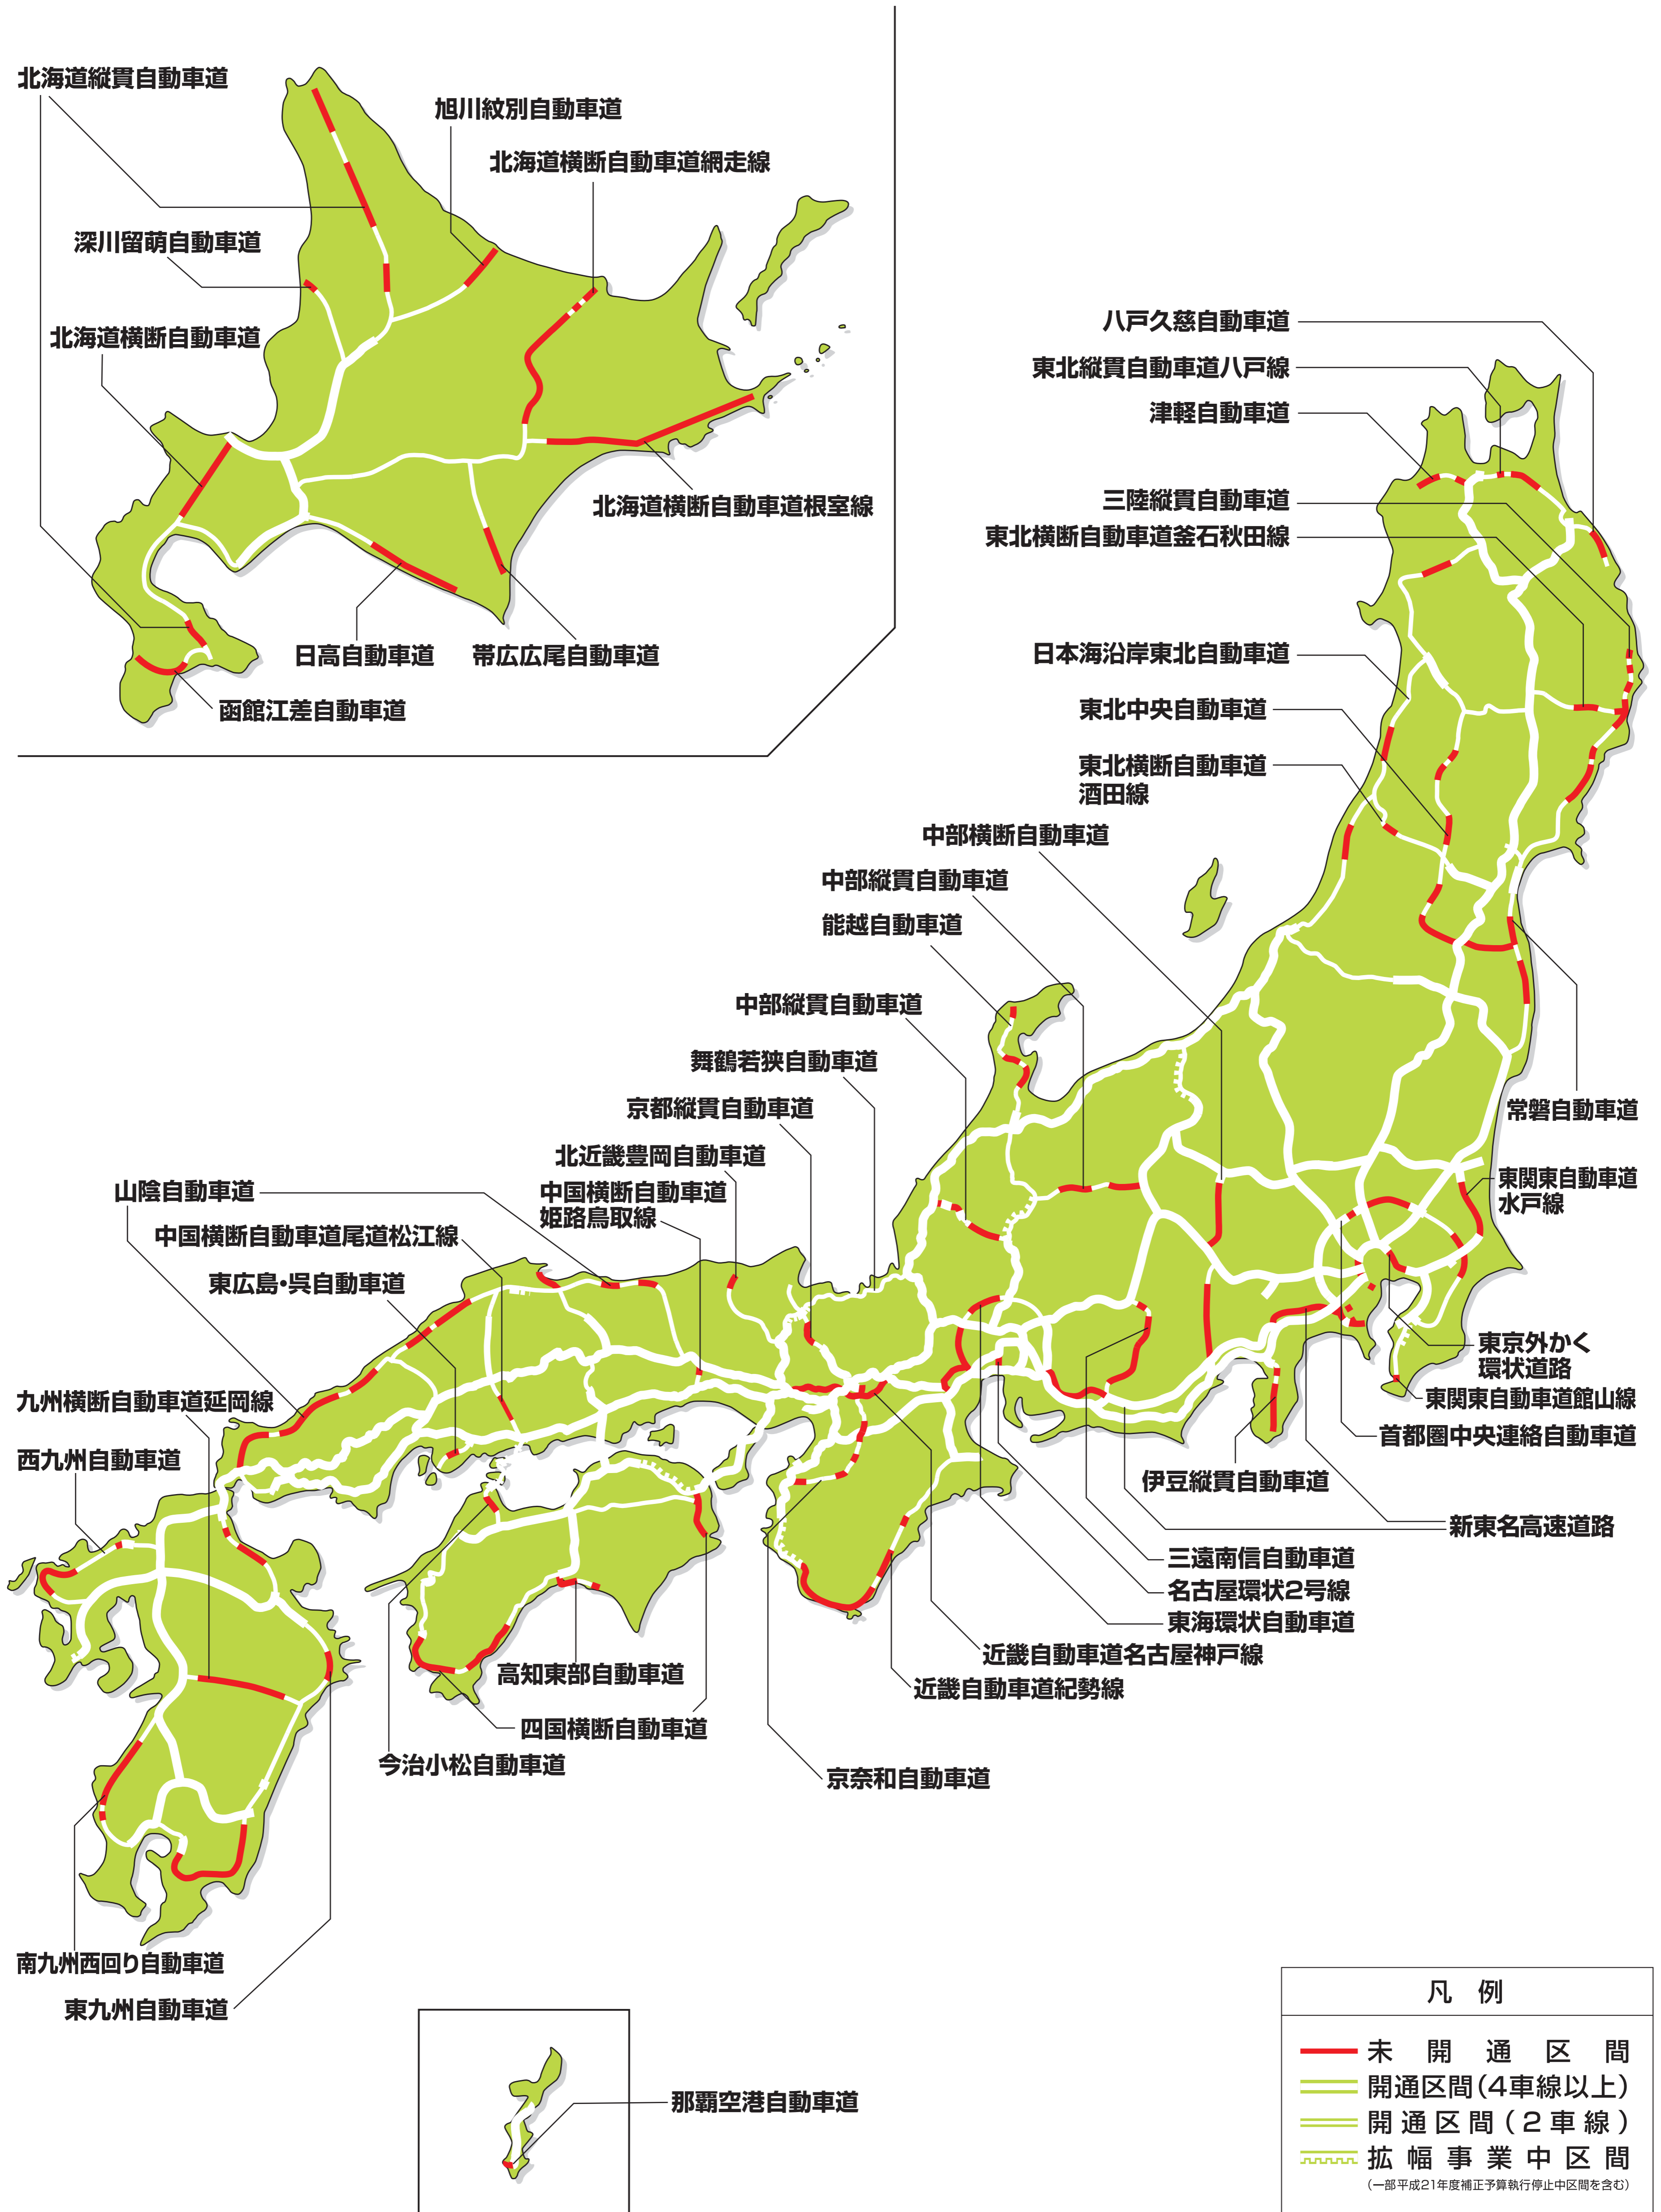 北海道縦貫自動車道
旭川紋別自動車道
北海道横断自動車道網走線
深川留萌自動車道
北海道横断自動車道
北海道横断自動車道根室線
日高自動車道
帯広広尾自動車道
函館江差自動車道
八戸久慈自動車道
東北縦貫自動車道八戸線
津軽自動車道
三陸縦貫自動車道
東北横断自動車道釜石秋田線
日本海沿岸東北自動車道
東北中央自動車道
東北横断自動車道
酒田線
中部横断自動車道
中部縦貫自動車道
能越自動車道
中部縦貫自動車道
舞鶴若狭自動車道
京都縦貫自動車道
北近畿豊岡自動車道
中国横断自動車道
姫路鳥取線
山陰自動車道
中国横断自動車道尾道松江線
東広島・呉自動車道
九州横断自動車道延岡線
西九州自動車道
常磐自動車道
東関東自動車道
水戸線
東京外かく
環状道路
東関東自動車道館山線
首都圏中央連絡自動車道
伊豆縦貫自動車道
新東名高速道路
三遠南信自動車道
名古屋環状2号線
東海環状自動車道
近畿自動車道名古屋神戸線
近畿自動車道紀勢線
高知東部自動車道
四国横断自動車道
今治小松自動車道
京奈和自動車道
南九州西回り自動車道
東九州自動車道
那覇空港自動車道
凡 例
未開通区間
開通区間(4車線以上)
開通区間(2車線)
拡幅事業中区間
(一部平成21年度補正予算執行停止中区間を含む)